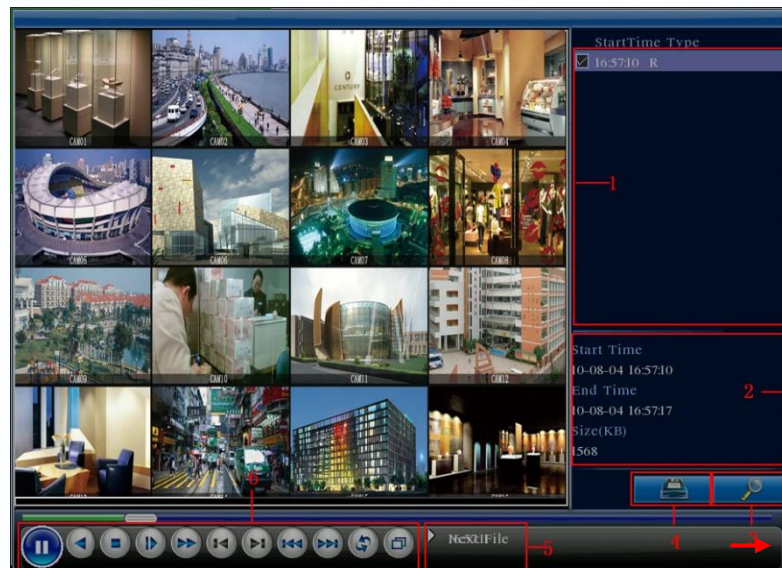 StartTime Type
16:57:10 R
CENTURY
CAM01
CAM02
CAM03
CAM04
1
CAM05
CAM06
CAM07
CAM08
CAM09
CAM10
CAM11
CAM12
Start Time
10-08-04 16:57:10
2
End Time
10-08-04 16:57:17
Size(KB)
1568
6
4
5